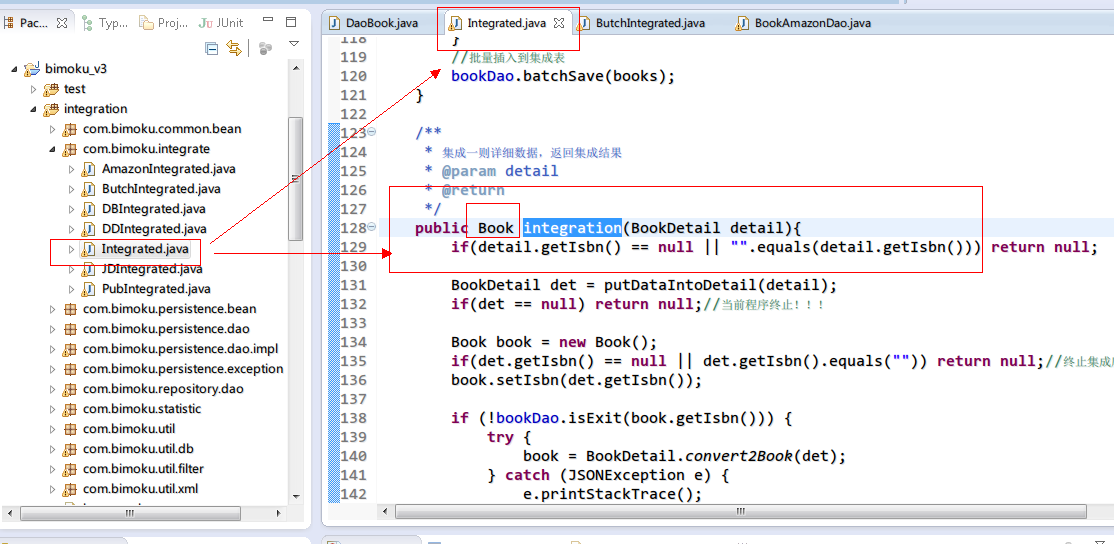 Pac...
Typ...
Proj...
JUnit
bimoku_v3
test
integration
com.bimoku.common.bean
com.bimoku.integrate
AmazonIntegrated.java
ButchIntegrated.java
DBIntegrated.java
DDIntegrated.java
Integrated.java
JDIntegrated.java
PubIntegrated.java
com.bimoku.persistence.bean
com.bimoku.persistence.dao
com.bimoku.persistence.dao.impl
com.bimoku.persistence.exception
com.bimoku.repository.dao
com.bimoku.statistic
com.bimoku.util
com.bimoku.util.db
com.bimoku.util.filter
com.bimoku.util.xml
DaoBook.java
Integrated.java
ButchIntegrated.java
BookAmazonDao.java
118 }
119 //批量插入到集成表
120 bookDao.batchSave(books);
121 }
122
123 /**
124 * 集成一则详细数据，返回集成结果
125 * @param detail
126 * @return
127 */
128 public Book integration(BookDetail detail){
129 if(detail.getIsbn() == null || "".equals(detail.getIsbn())) return null;
130
131 BookDetail det = putDataIntoDetail(detail);
132 if(det == null) return null;//当前程序终止！！！
133
134 Book book = new Book();
135 if(det.getIsbn() == null || det.getIsbn().equals("")) return null;//终止集成
136 book.setIsbn(det.getIsbn());
137
138 if (!bookDao.isExit(book.getIsbn())) {
139 try {
140 book = BookDetail.convert2Book(det);
141 } catch (JSONException e) {
142 e.printStackTrace();